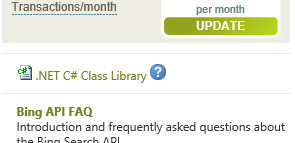 Transactions/month
per month
UPDATE
.NET C# Class Library
Bing API FAQ
Introduction and frequently asked questions about
the Bing Search API